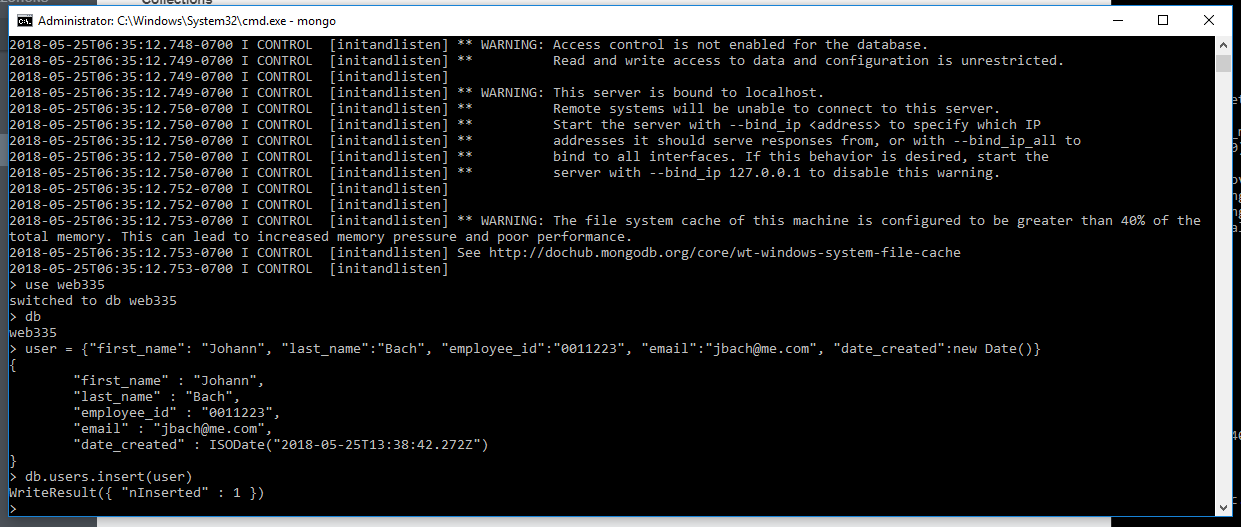 Collections
Administrator: C:\Windows\System32\cmd.exe - mongo
2018-05-25T06:35:12.748-0700 I CONTROL  [initandlisten] ** WARNING: Access control is not enabled for the database.
2018-05-25T06:35:12.749-0700 I CONTROL  [initandlisten] **          Read and write access to data and configuration is unrestricted.
2018-05-25T06:35:12.749-0700 I CONTROL  [initandlisten]
2018-05-25T06:35:12.749-0700 I CONTROL  [initandlisten] ** WARNING: This server is bound to localhost.
2018-05-25T06:35:12.750-0700 I CONTROL  [initandlisten] **          Remote systems will be unable to connect to this server.
2018-05-25T06:35:12.750-0700 I CONTROL  [initandlisten] **          Start the server with --bind_ip <address> to specify which IP
2018-05-25T06:35:12.750-0700 I CONTROL  [initandlisten] **          addresses it should serve responses from, or with --bind_ip_all to
2018-05-25T06:35:12.750-0700 I CONTROL  [initandlisten] **          bind to all interfaces. If this behavior is desired, start the
2018-05-25T06:35:12.750-0700 I CONTROL  [initandlisten] **          server with --bind_ip 127.0.0.1 to disable this warning.
2018-05-25T06:35:12.752-0700 I CONTROL  [initandlisten]
2018-05-25T06:35:12.752-0700 I CONTROL  [initandlisten]
2018-05-25T06:35:12.753-0700 I CONTROL  [initandlisten] ** WARNING: The file system cache of this machine is configured to be greater than 40% of the
total memory. This can lead to increased memory pressure and poor performance.
2018-05-25T06:35:12.753-0700 I CONTROL  [initandlisten] See http://dochub.mongodb.org/core/wt-windows-system-file-cache
2018-05-25T06:35:12.753-0700 I CONTROL  [initandlisten]
> use web335
switched to db web335
> db
web335
> user = {"first_name": "Johann", "last_name":"Bach", "employee_id":"0011223", "email":"jbach@me.com", "date_created":new Date()}
{
        "first_name" : "Johann",
        "last_name" : "Bach",
        "employee_id" : "0011223",
        "email" : "jbach@me.com",
        "date_created" : ISODate("2018-05-25T13:38:42.272Z")
}
> db.users.insert(user)
WriteResult({ "nInserted" : 1 })
>